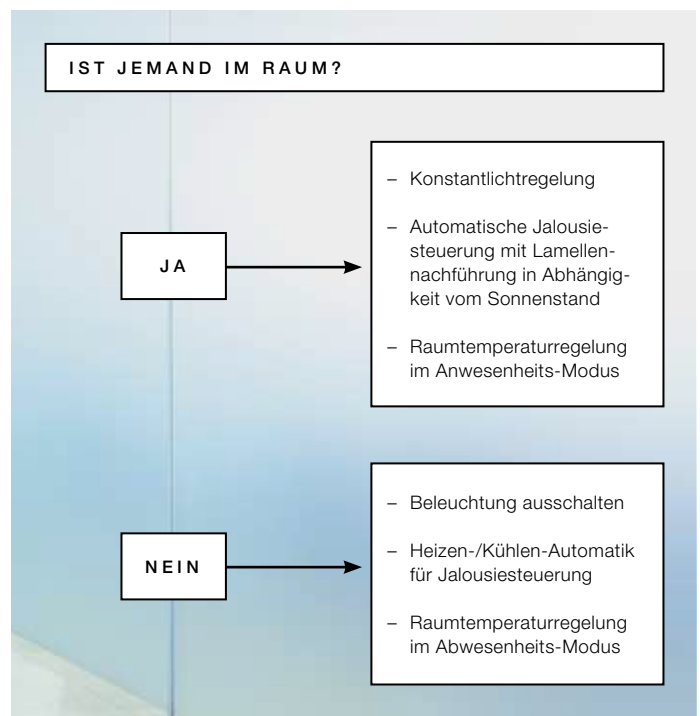 IST JEMAND IM RAUM?
JA
– Konstantlichtregelung
– Automatische Jalousie-
steuerung mit Lamellen-
nachführung in Abhängig-
keit vom Sonnenstand
– Raumtemperaturregelung
im Anwesenheits-Modus
NEIN
– Beleuchtung ausschalten
– Heizen-/Kühlen-Automatik
für Jalousiesteuerung
– Raumtemperaturregelung
im Abwesenheits-Modus